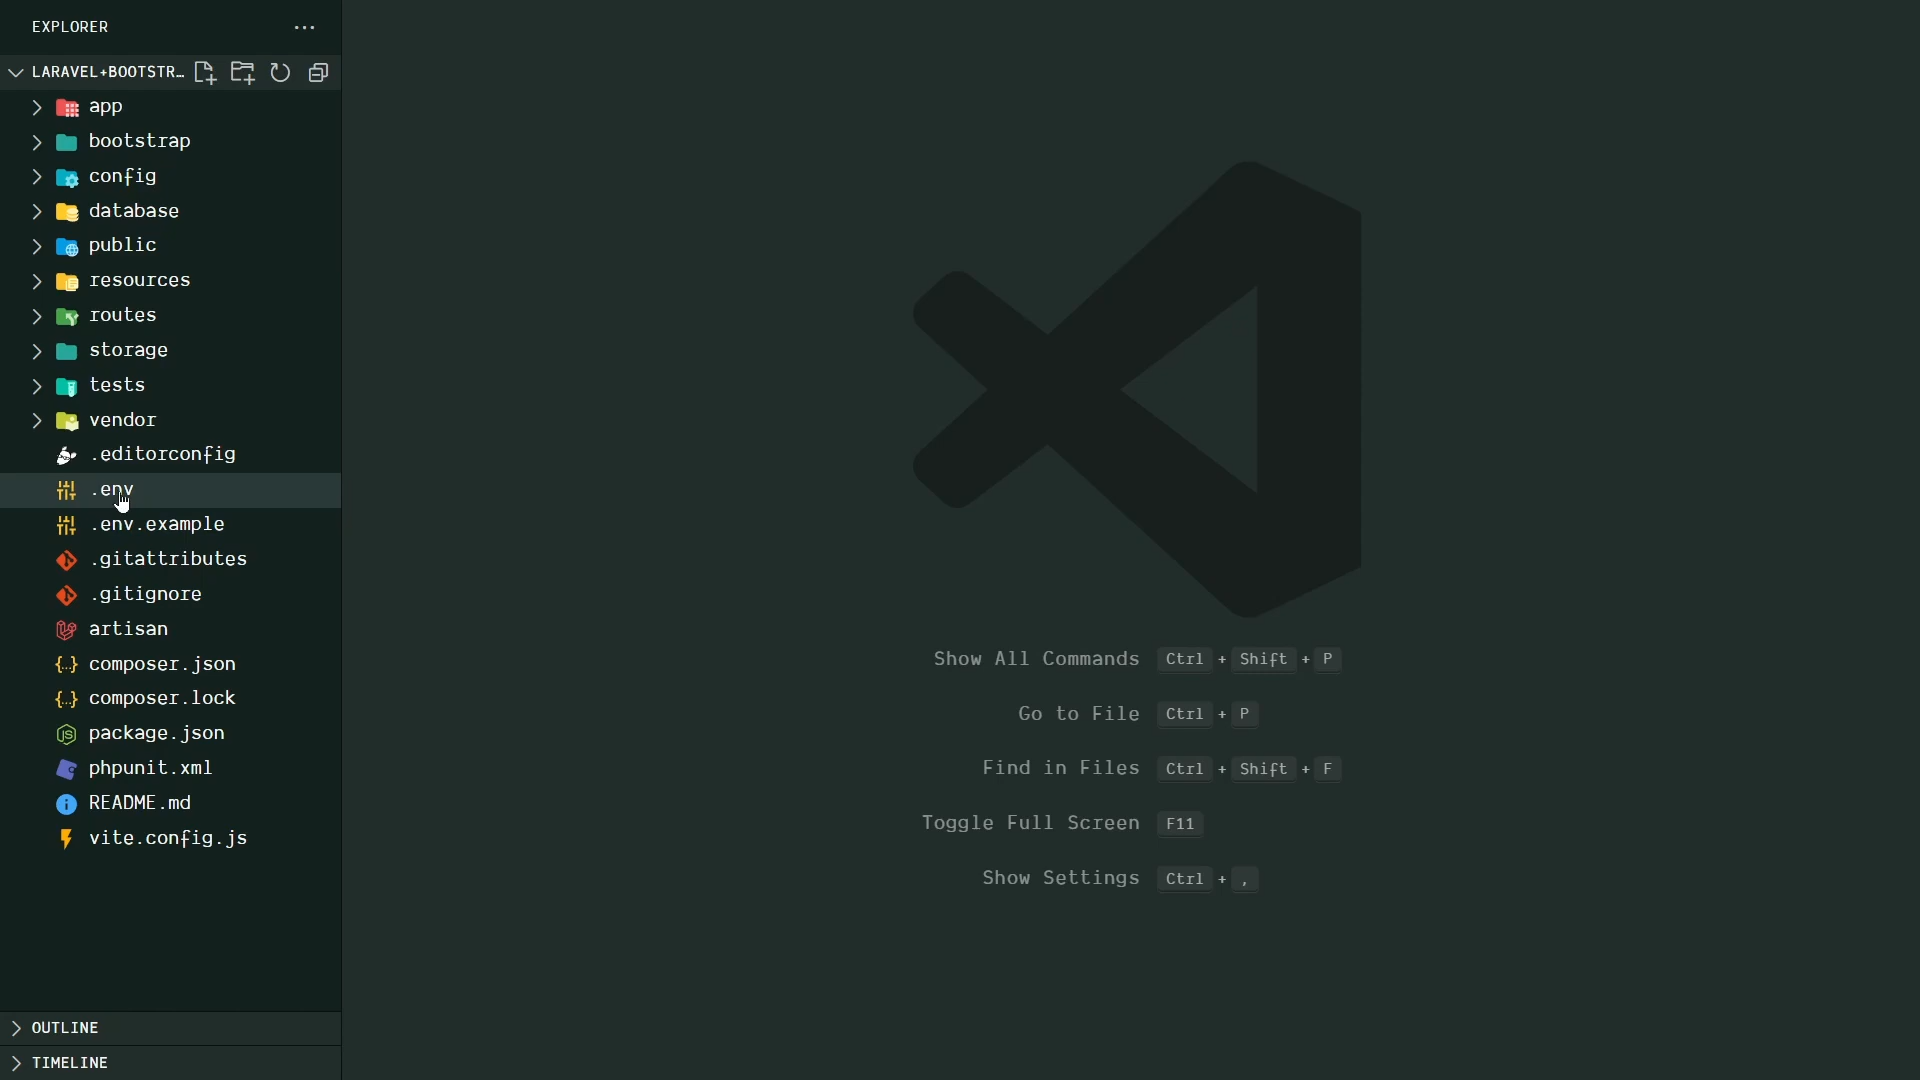 EXPLORER
LARAVEL+BOOTSTR...
app
bootstrap
config
database
public
resources
routes
storage
tests
vendor
.editorconfig
.env
.env.example
.gitattributes
.gitignore
artisan
composer.json
composer.lock
package.json
phpunit.xml
README.md
vite.config.js
OUTLINE
TIMELINE
Show All Commands Ctrl + Shift + P
Go to File Ctrl + P
Find in Files Ctrl + Shift + F
Toggle Full Screen F11
Show Settings Ctrl + ,